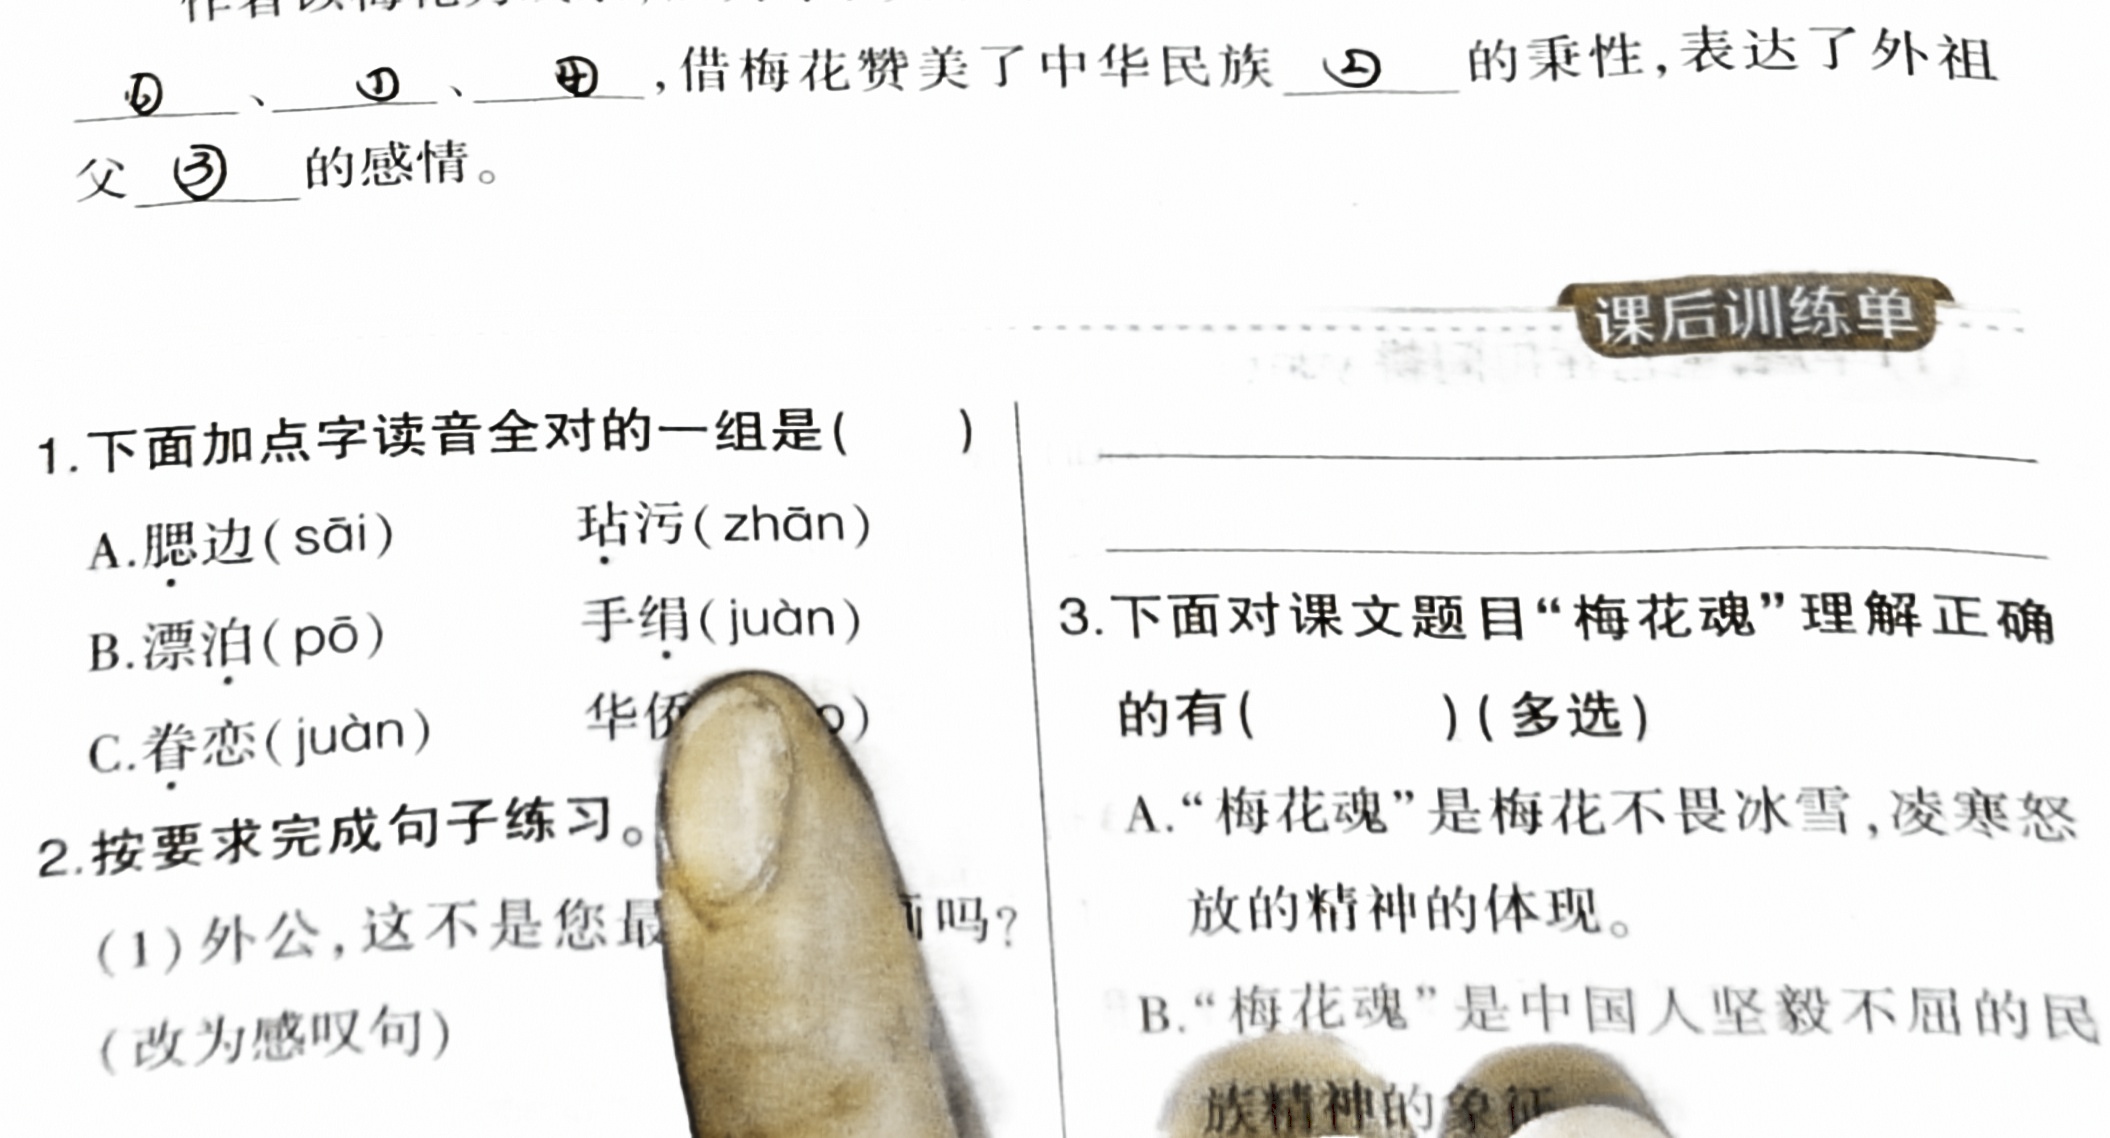 ⑥、①、④,借梅花赞美了中华民族②的秉性,表达了外祖
父③的感情。
课后训练单
1.下面加点字读音全对的一组是(　　)
A.腮边(sāi)　玷污(zhān)
B.漂泊(pō)　手绢(juàn)
C.眷恋(juàn)　华侨(　o)
2.按要求完成句子练习。
(1)外公,这不是您最　吗?
(改为感叹句)
3.下面对课文题目“梅花魂”理解正确
的有(　　)(多选)
A.“梅花魂”是梅花不畏冰雪,凌寒怒
放的精神的体现。
B.“梅花魂”是中国人坚毅不屈的民
族精神的象征